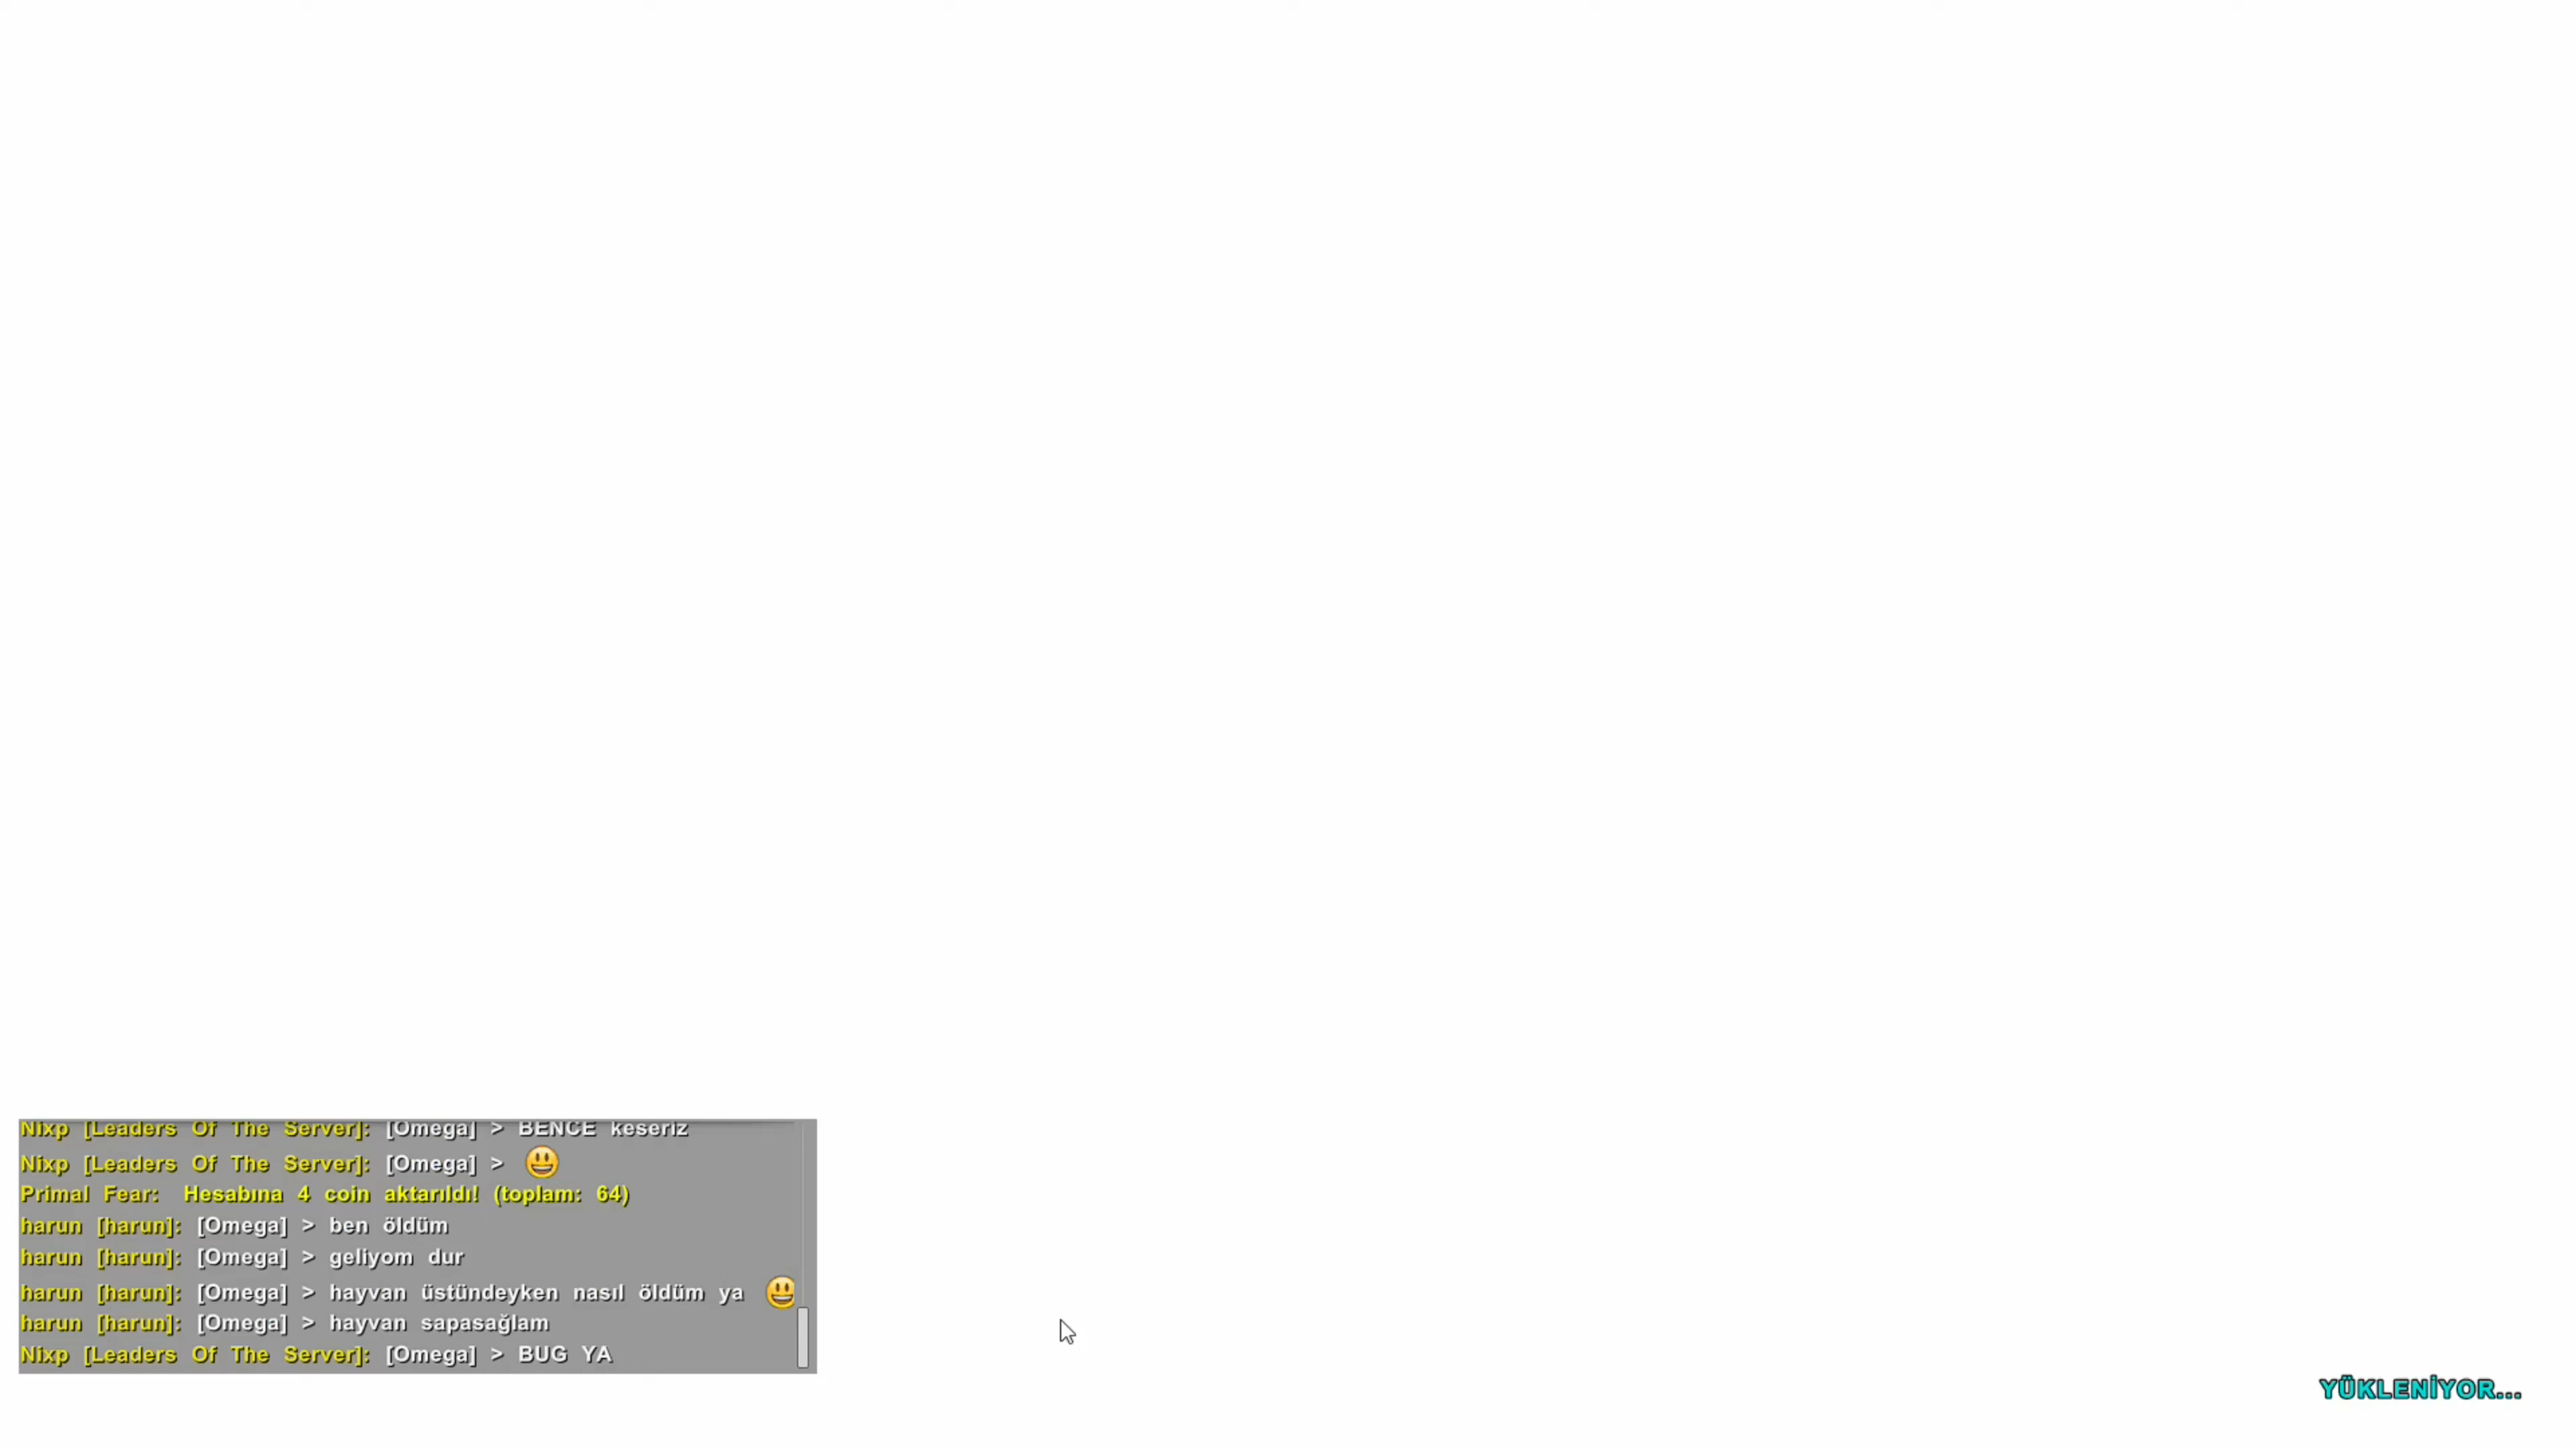 Nixp [Leaders Of The Server]: [Omega] > BENCE keseriz
Nixp [Leaders Of The Server]: [Omega] > 😃
Primal Fear: Hesabına 4 coin aktarıldı! (toplam: 64)
harun [harun]: [Omega] > ben öldüm
harun [harun]: [Omega] > geliyom dur
harun [harun]: [Omega] > hayvan üstündeyken nasıl öldüm ya 😃
harun [harun]: [Omega] > hayvan sapasağlam
Nixp [Leaders Of The Server]: [Omega] > BUG YA
YÜKLENİYOR...